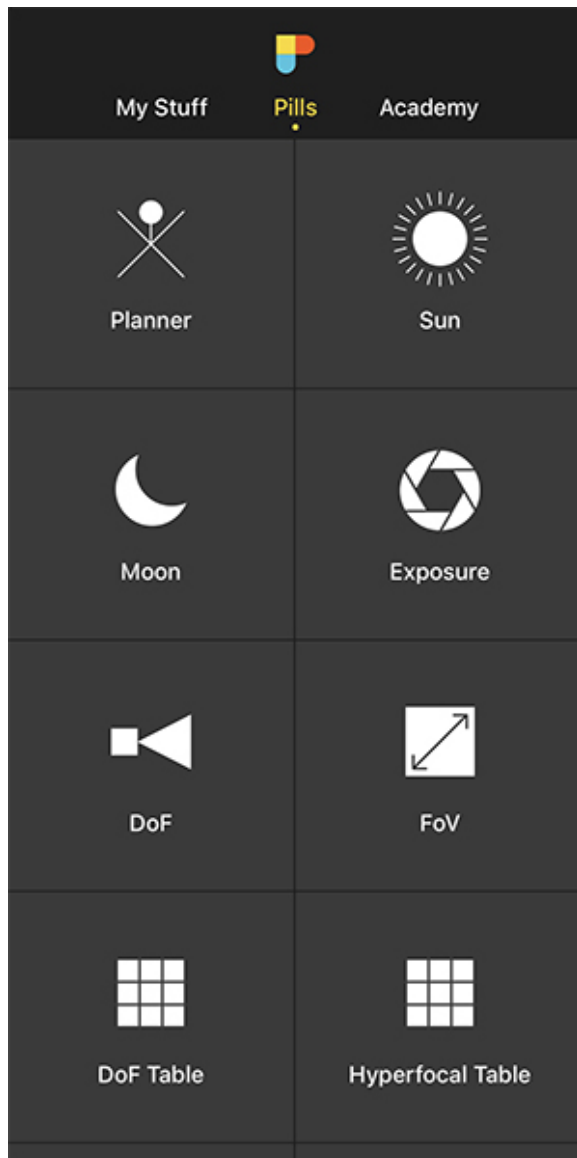 My Stuff Pills Academy
Planner Sun
Moon Exposure
DoF FoV
DoF Table Hyperfocal Table